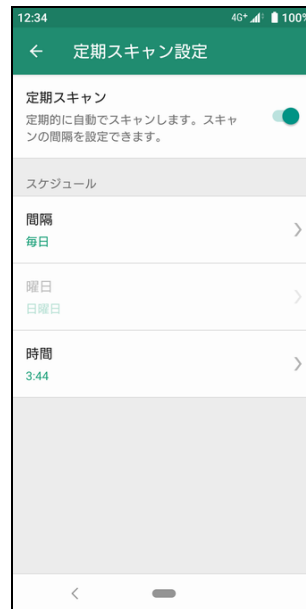 12:34 4G+ 100%
定期スキャン設定
定期スキャン
定期的に自動でスキャンします。スキャ
ンの間隔を設定できます。
スケジュール
間隔
毎日
曜日
日曜日
時間
3:44